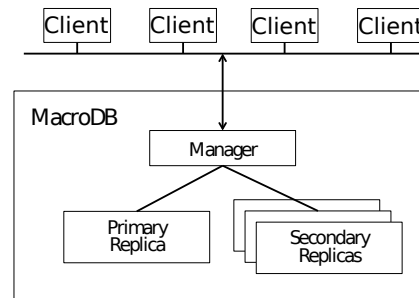 Client Client Client Client
MacroDB
Manager
Primary
Replica
Secondary
Replicas